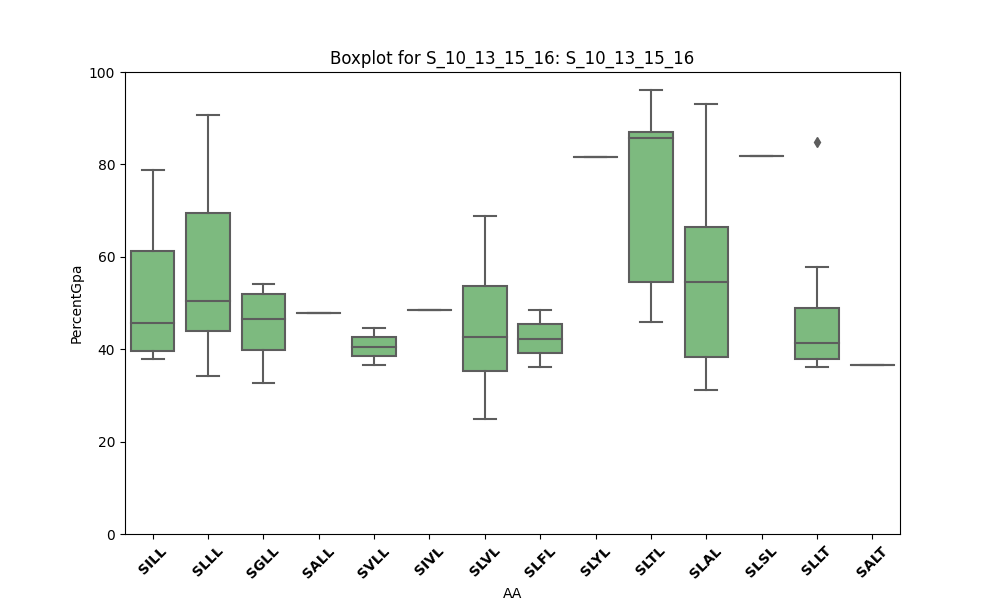 Boxplot for S_10_13_15_16: S_10_13_15_16
100
80
60
40
20
0
PercentGpa
SILL SLLL SGLL SALL SVLL SIVL SLVL SLFL SLYL SLTL SLAL SLSL SLLT SALT
AA